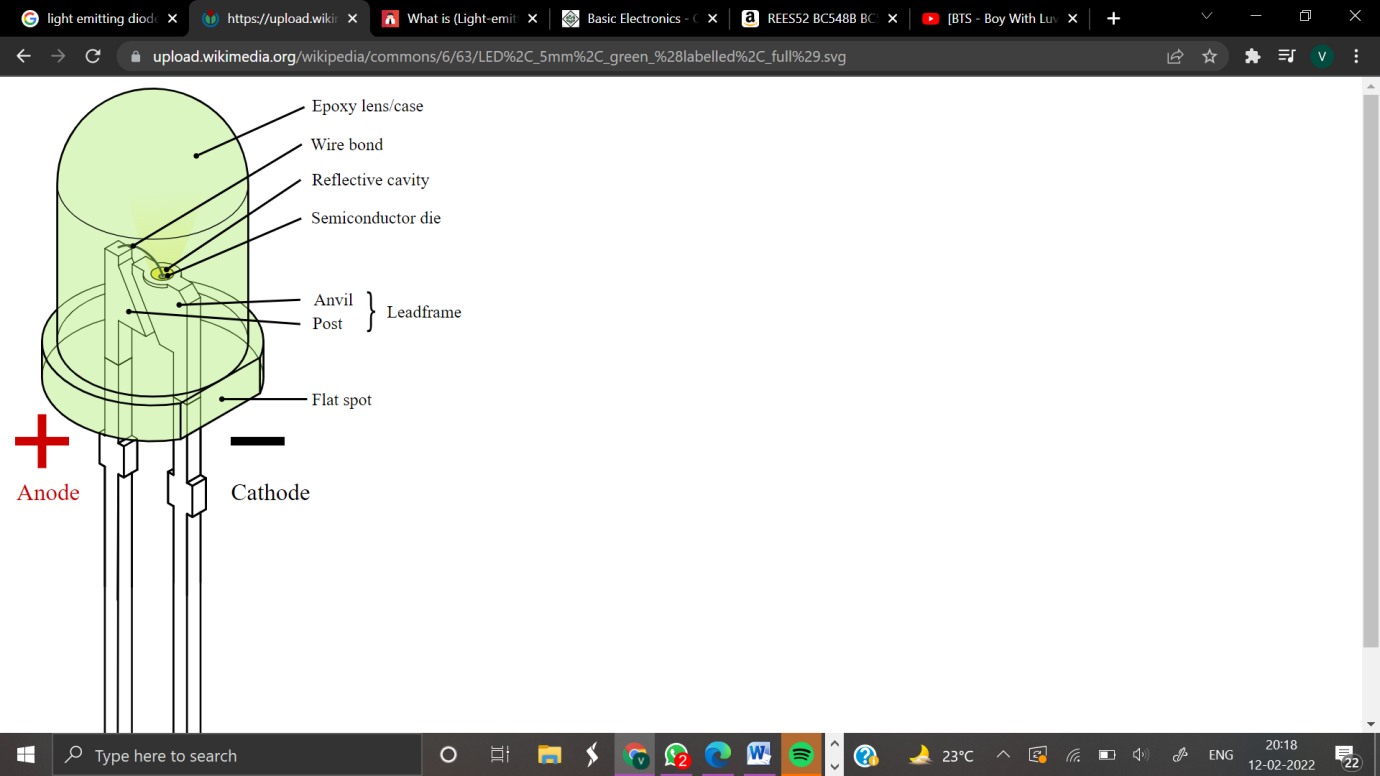 light emitting diode
https://upload.wikim
What is (Light-emit
Basic Electronics - 
REES52 BC548B BC
[BTS - Boy With Luv
upload.wikimedia.org/wikipedia/commons/6/63/LED%2C_5mm%2C_green_%28labelled%2C_full%29.svg
V
Epoxy lens/case
Wire bond
Reflective cavity
Semiconductor die
Anvil
Post
Leadframe
Flat spot
+
Anode
−
Cathode
Type here to search
V
2
W
23°C
ENG
20:18
12-02-2022
22